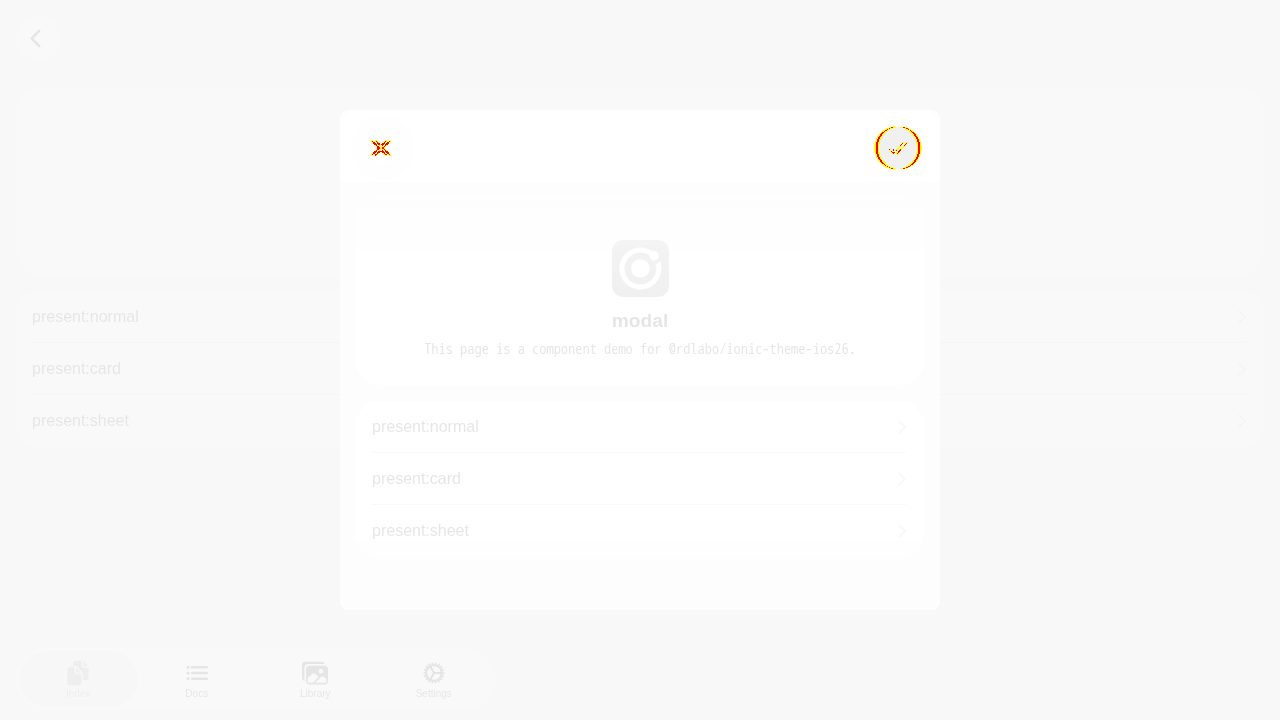 present:normal
present:card
present:sheet
modal
This page is a component demo for @rdlabo/ionic-theme-ios26.
present:normal
present:card
present:sheet
Index
Docs
Library
Settings